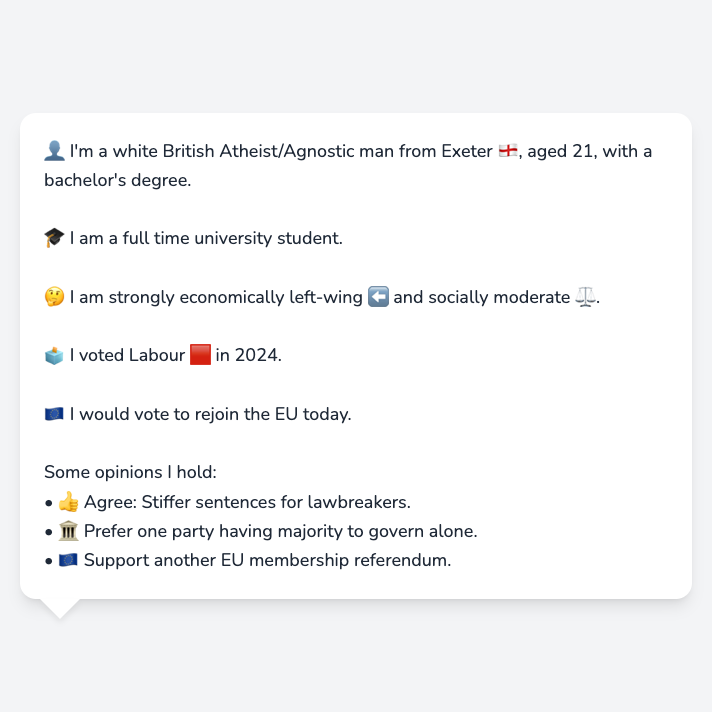 👤 I'm a white British Atheist/Agnostic man from Exeter 🏴󠁧󠁢󠁥󠁮󠁧󠁿, aged 21, with a
bachelor's degree.
🎓 I am a full time university student.
🤔 I am strongly economically left-wing ⬅️ and socially moderate ⚖️.
🗳️ I voted Labour 🟥 in 2024.
🇪🇺 I would vote to rejoin the EU today.
Some opinions I hold:
• 👍 Agree: Stiffer sentences for lawbreakers.
• 🏛️ Prefer one party having majority to govern alone.
• 🇪🇺 Support another EU membership referendum.